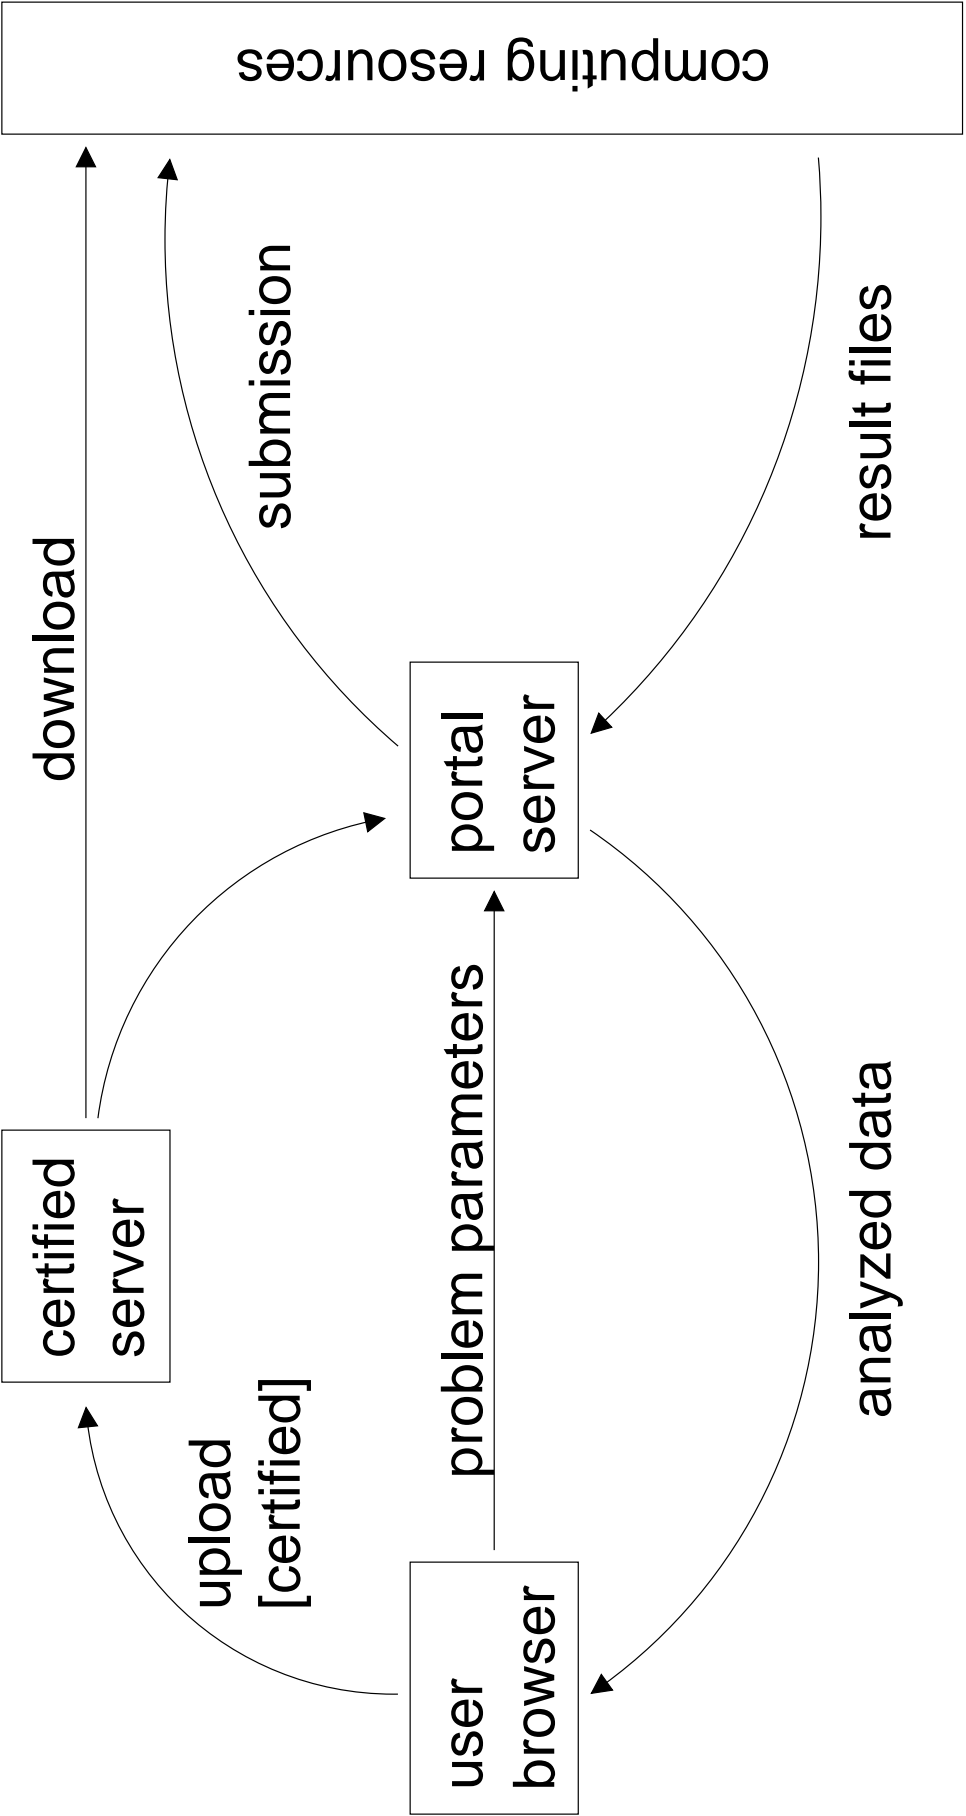 download
certified
server
submission
upload
[certified]
problem parameters
portal
server
user
browser
computing resources
result files
analyzed data